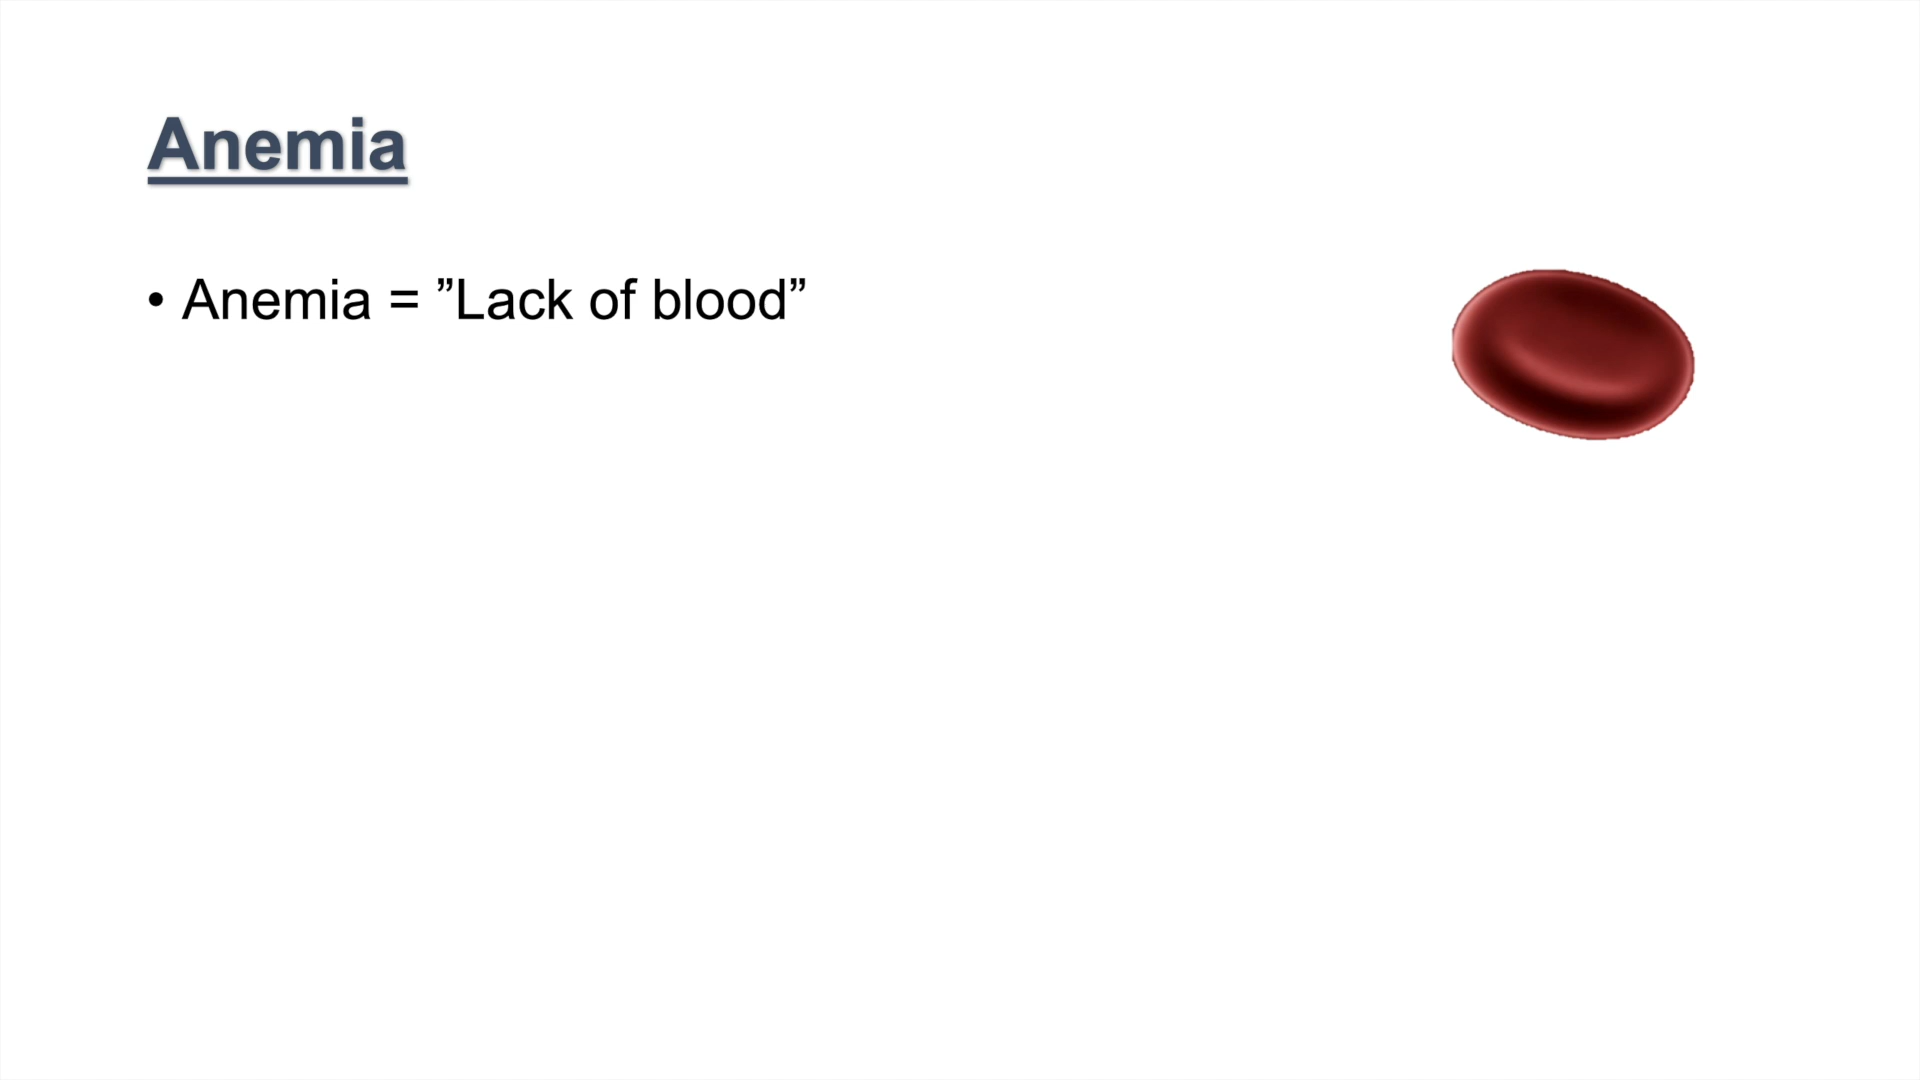 Anemia
• Anemia = ”Lack of blood”